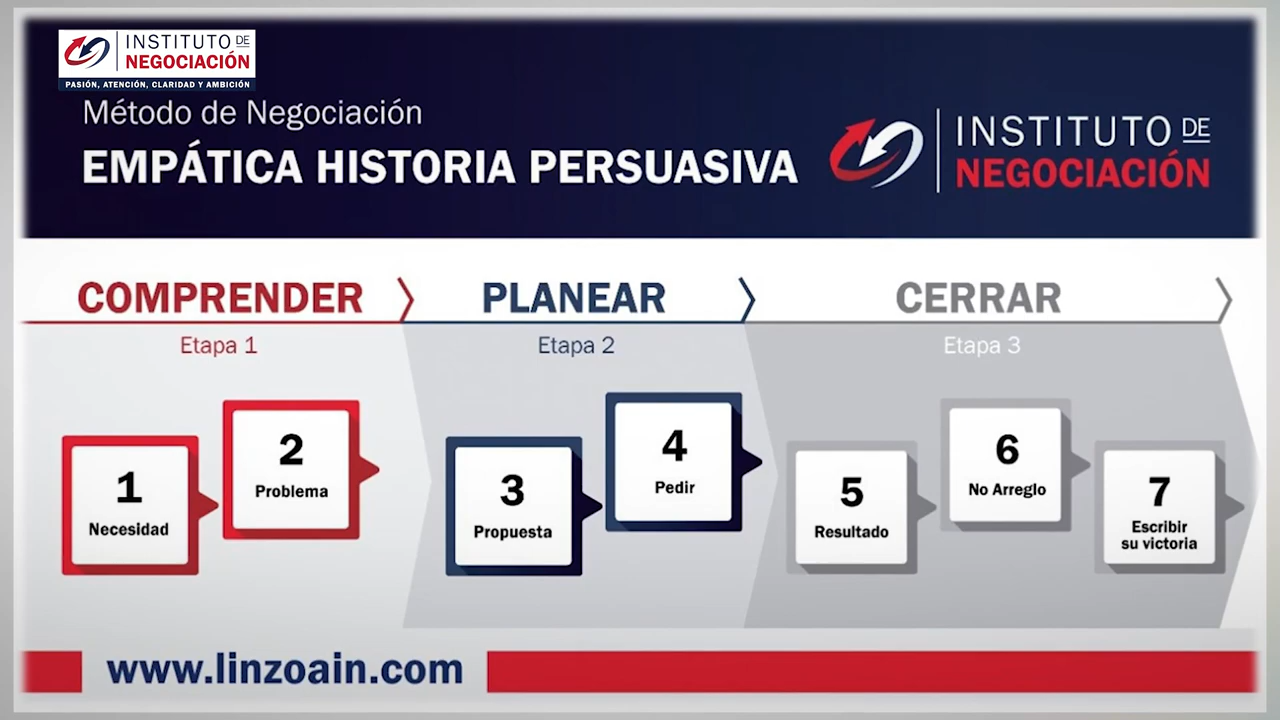 INSTITUTO DE
NEGOCIACIÓN
PASIÓN, ATENCIÓN, CLARIDAD Y AMBICIÓN
Método de Negociación
EMPÁTICA HISTORIA PERSUASIVA
INSTITUTO DE
NEGOCIACIÓN
COMPRENDER
Etapa 1
PLANEAR
Etapa 2
CERRAR
Etapa 3
1
Necesidad
2
Problema
3
Propuesta
4
Pedir
5
Resultado
6
No Arreglo
7
Escribir
su victoria
www.linzoain.com